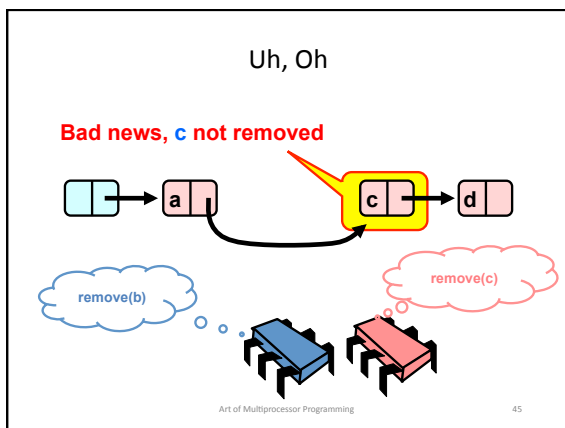 Uh, Oh
Bad news, c not removed
a
c
d
remove(b)
remove(c)
Art of Multiprocessor Programming
45